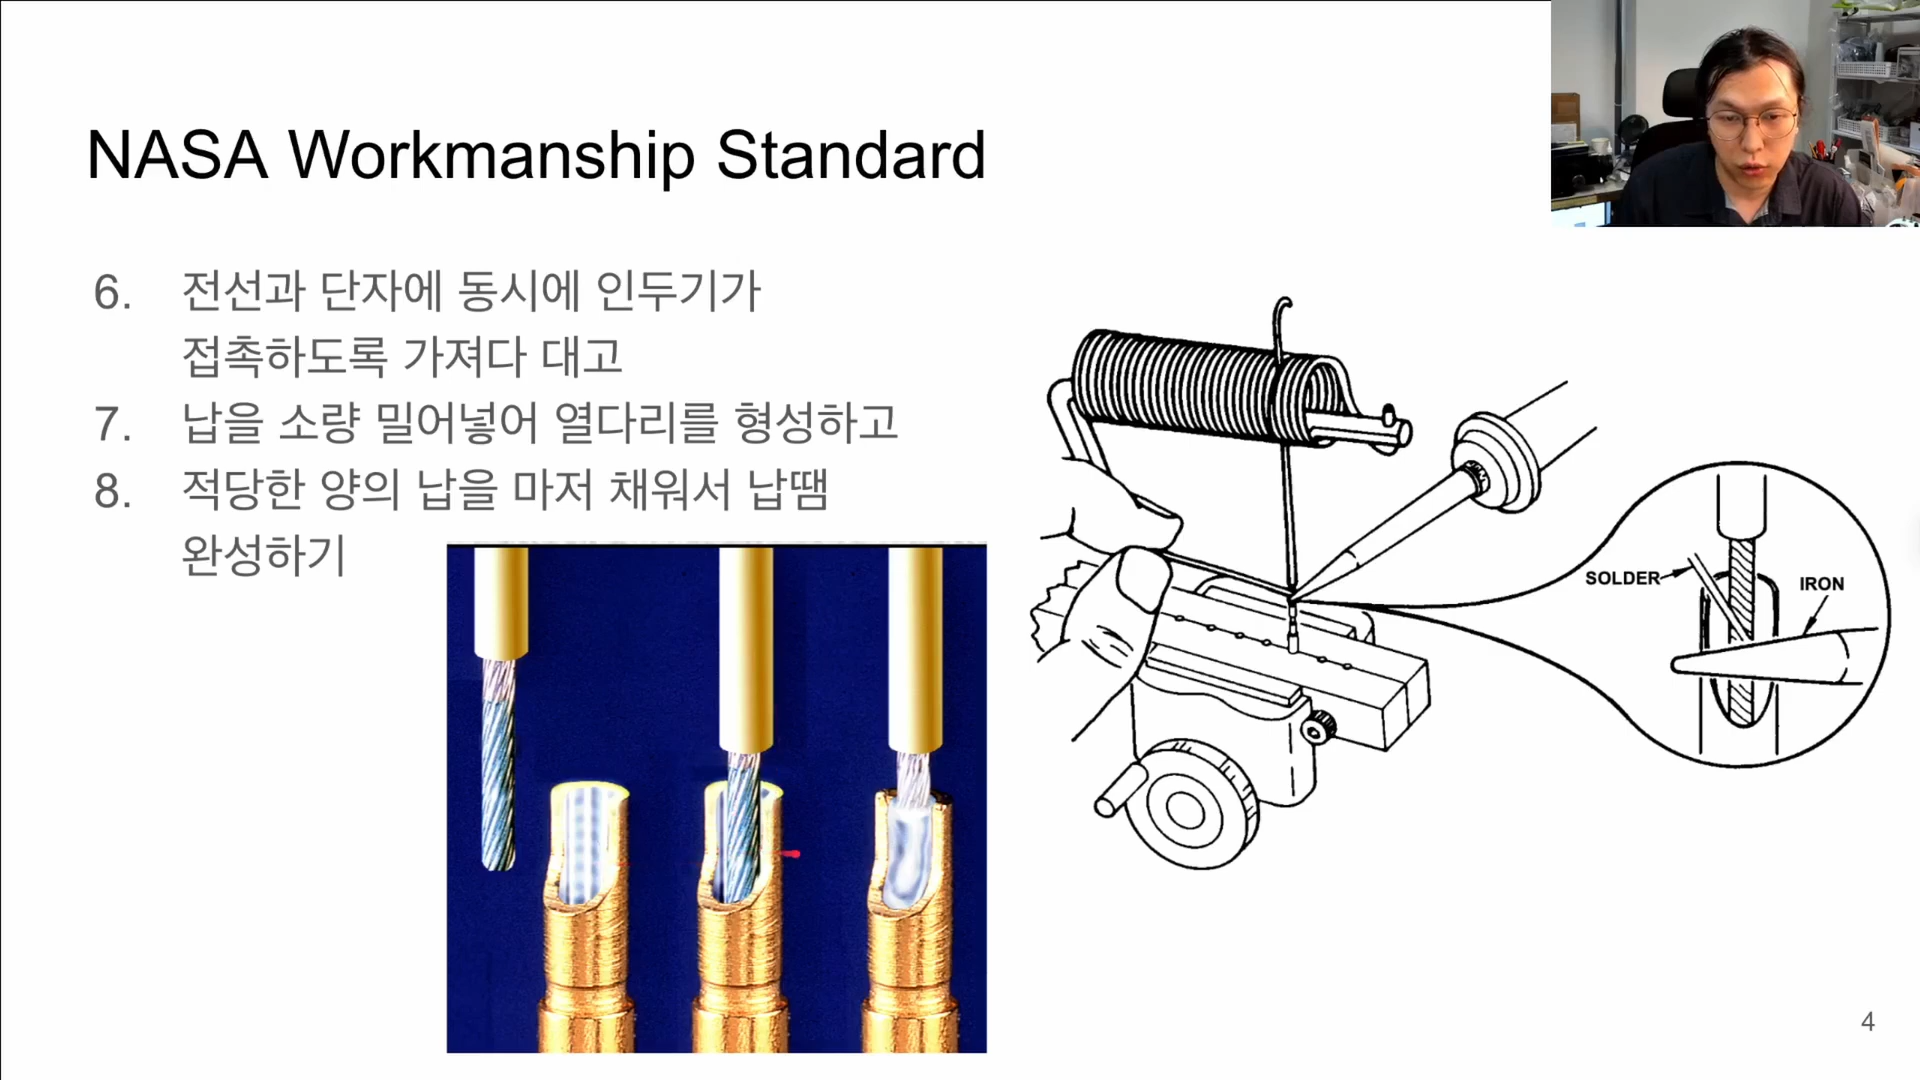 NASA Workmanship Standard
6. 전선과 단자에 동시에 인두기가
접촉하도록 가져다 대고
7. 납을 소량 밀어넣어 열다리를 형성하고
8. 적당한 양의 납을 마저 채워서 납땜
완성하기
SOLDER
IRON
4